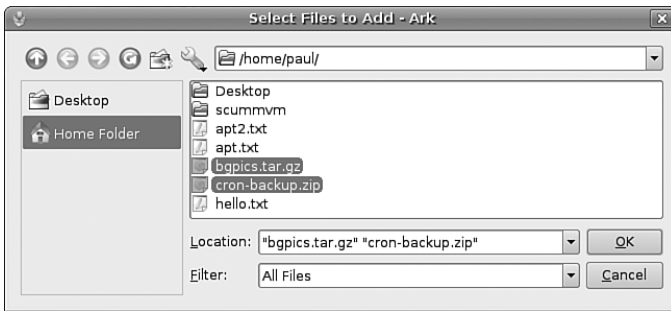 Select Files to Add - Ark
/home/paul/
Desktop
Home Folder
Desktop
scummvm
apt2.txt
apt.txt
bgpics.tar.gz
cron-backup.zip
hello.txt
Location: "bgpics.tar.gz" "cron-backup.zip" OK
Filter: All Files Cancel